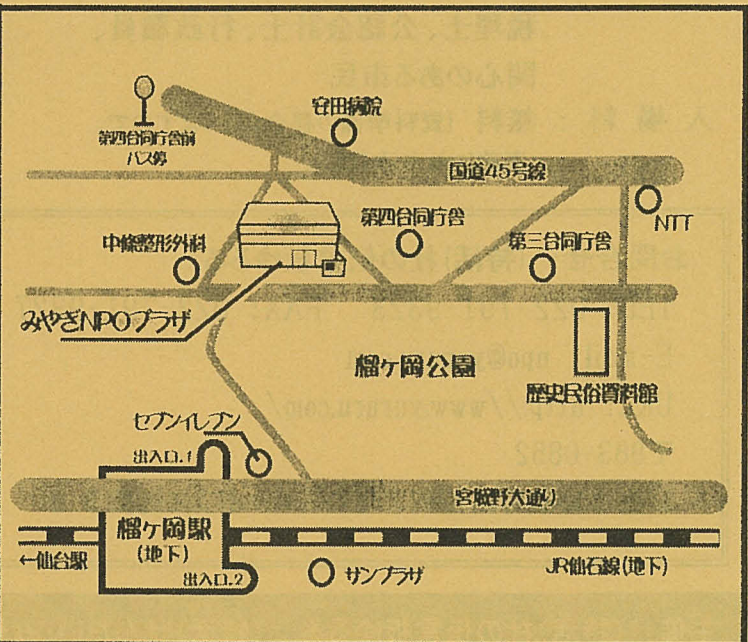 安田病院
第四合同庁舎前
バス停
国道45号線
NTT
第四合同庁舎
第三合同庁舎
中條整形外科
みやぎNPOプラザ
榴ヶ岡公園
歴史民俗資料館
セブンイレブン
出入口.1
宮城野大通り
榴ヶ岡駅
(地下)
←仙台駅
出入口.2
サンプラザ
JR仙石線(地下)